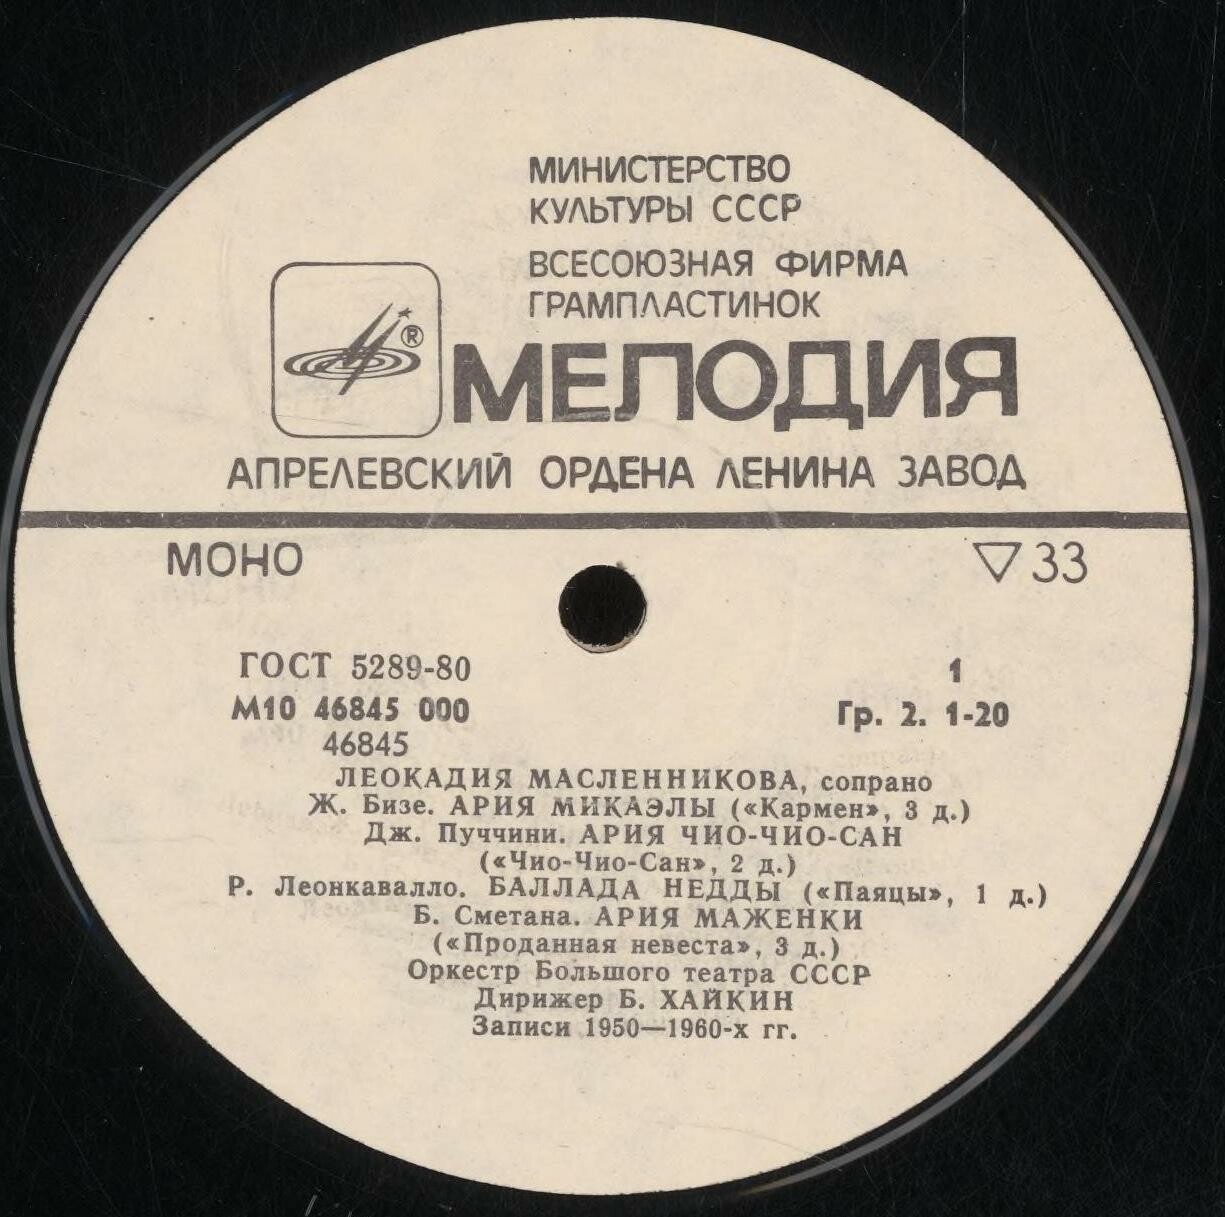 МИНИСТЕРСТВО
КУЛЬТУРЫ СССР
ВСЕСОЮЗНАЯ ФИРМА
ГРАМПЛАСТИНОК
®
МЕЛОДИЯ
АПРЕЛЕВСКИЙ ОРДЕНА ЛЕНИНА ЗАВОД
МОНО ▽33
ГОСТ 5289-80 1
М10 46845 000 Гр. 2. 1-20
46845
ЛЕОКАДИЯ МАСЛЕННИКОВА, сопрано
Ж. Бизе. АРИЯ МИКАЭЛЫ («Кармен», 3 д.)
Дж. Пуччини. АРИЯ ЧИО-ЧИО-САН
(«Чио-Чио-Сан», 2 д.)
Р. Леонкавалло. БАЛЛАДА НЕДДЫ («Паяцы», 1 д.)
Б. Сметана. АРИЯ МАЖЕНКИ
(«Проданная невеста», 3 д.)
Оркестр Большого театра СССР
Дирижер Б. ХАЙКИН
Записи 1950—1960-х гг.